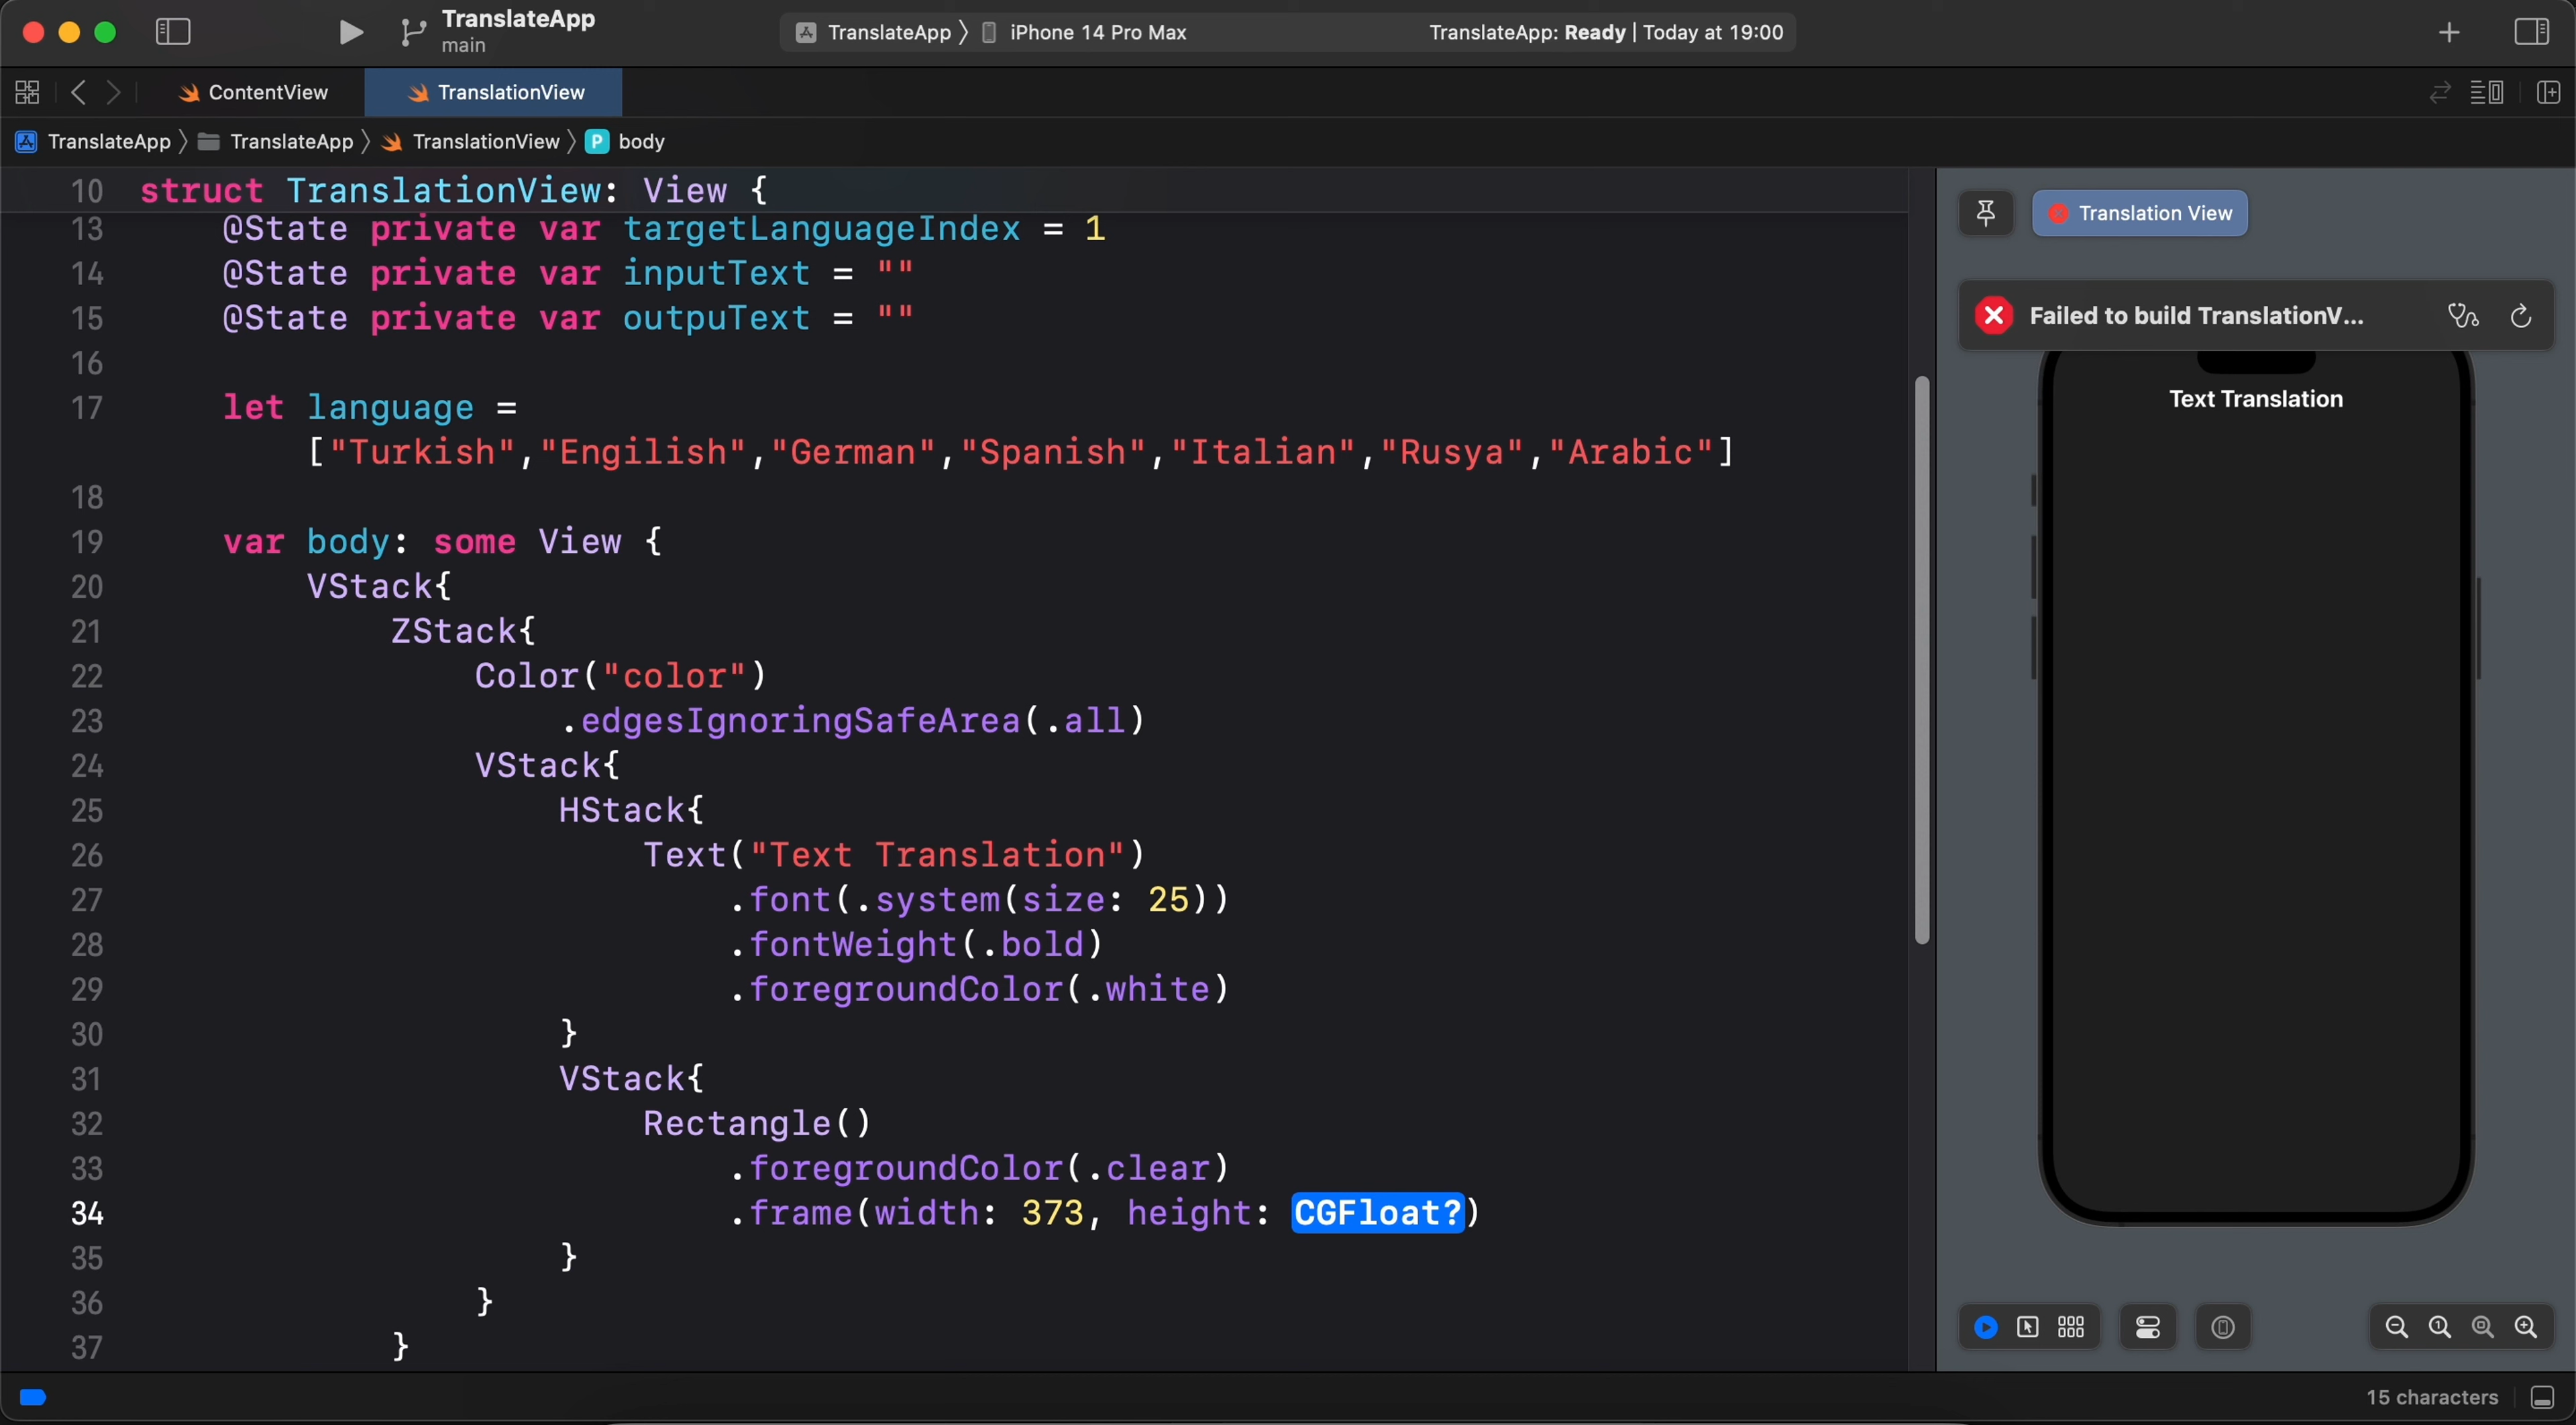 TranslateApp
main
TranslateApp 〉 iPhone 14 Pro Max
TranslateApp: Ready | Today at 19:00
ContentView
TranslationView
TranslateApp 〉 TranslateApp 〉 TranslationView 〉 P body
10 struct TranslationView: View {
13 @State private var targetLanguageIndex = 1
14 @State private var inputText = ""
15 @State private var outpuText = ""
16
17 let language =
["Turkish","Engilish","German","Spanish","Italian","Rusya","Arabic"]
18
19 var body: some View {
20 VStack{
21 ZStack{
22 Color("color")
23 .edgesIgnoringSafeArea(.all)
24 VStack{
25 HStack{
26 Text("Text Translation")
27 .font(.system(size: 25))
28 .fontWeight(.bold)
29 .foregroundColor(.white)
30 }
31 VStack{
32 Rectangle()
33 .foregroundColor(.clear)
34 .frame(width: 373, height: CGFloat?)
35 }
36 }
37 }
Translation View
Failed to build TranslationV...
Text Translation
15 characters